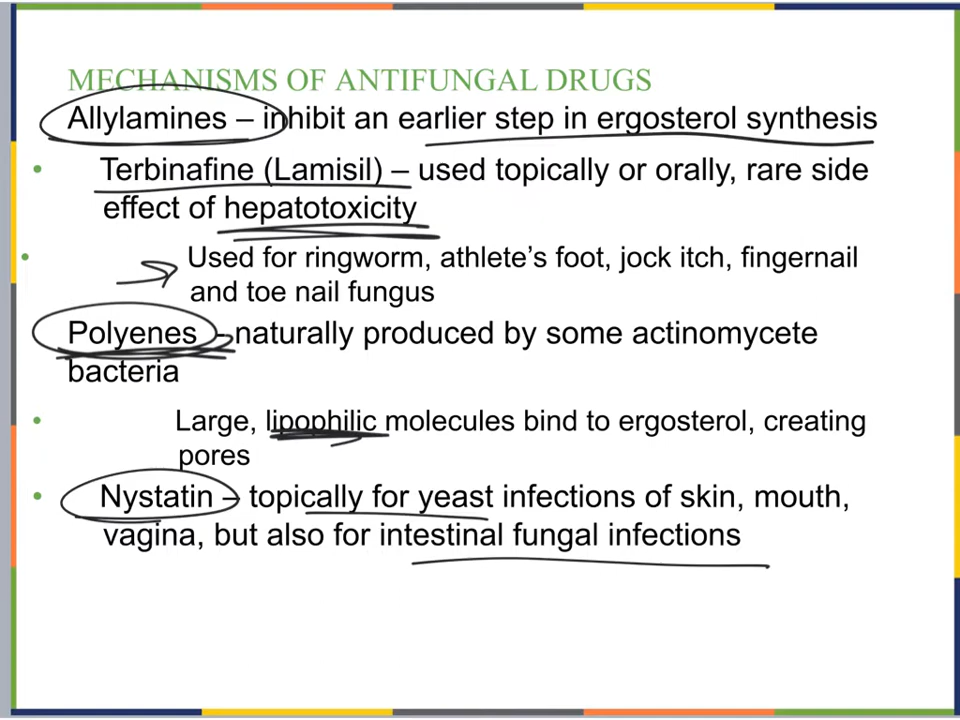 MECHANISMS OF ANTIFUNGAL DRUGS
Allylamines – inhibit an earlier step in ergosterol synthesis
• Terbinafine (Lamisil) – used topically or orally, rare side
effect of hepatotoxicity
• Used for ringworm, athlete's foot, jock itch, fingernail
and toe nail fungus
Polyenes - naturally produced by some actinomycete
bacteria
• Large, lipophilic molecules bind to ergosterol, creating
pores
• Nystatin – topically for yeast infections of skin, mouth,
vagina, but also for intestinal fungal infections